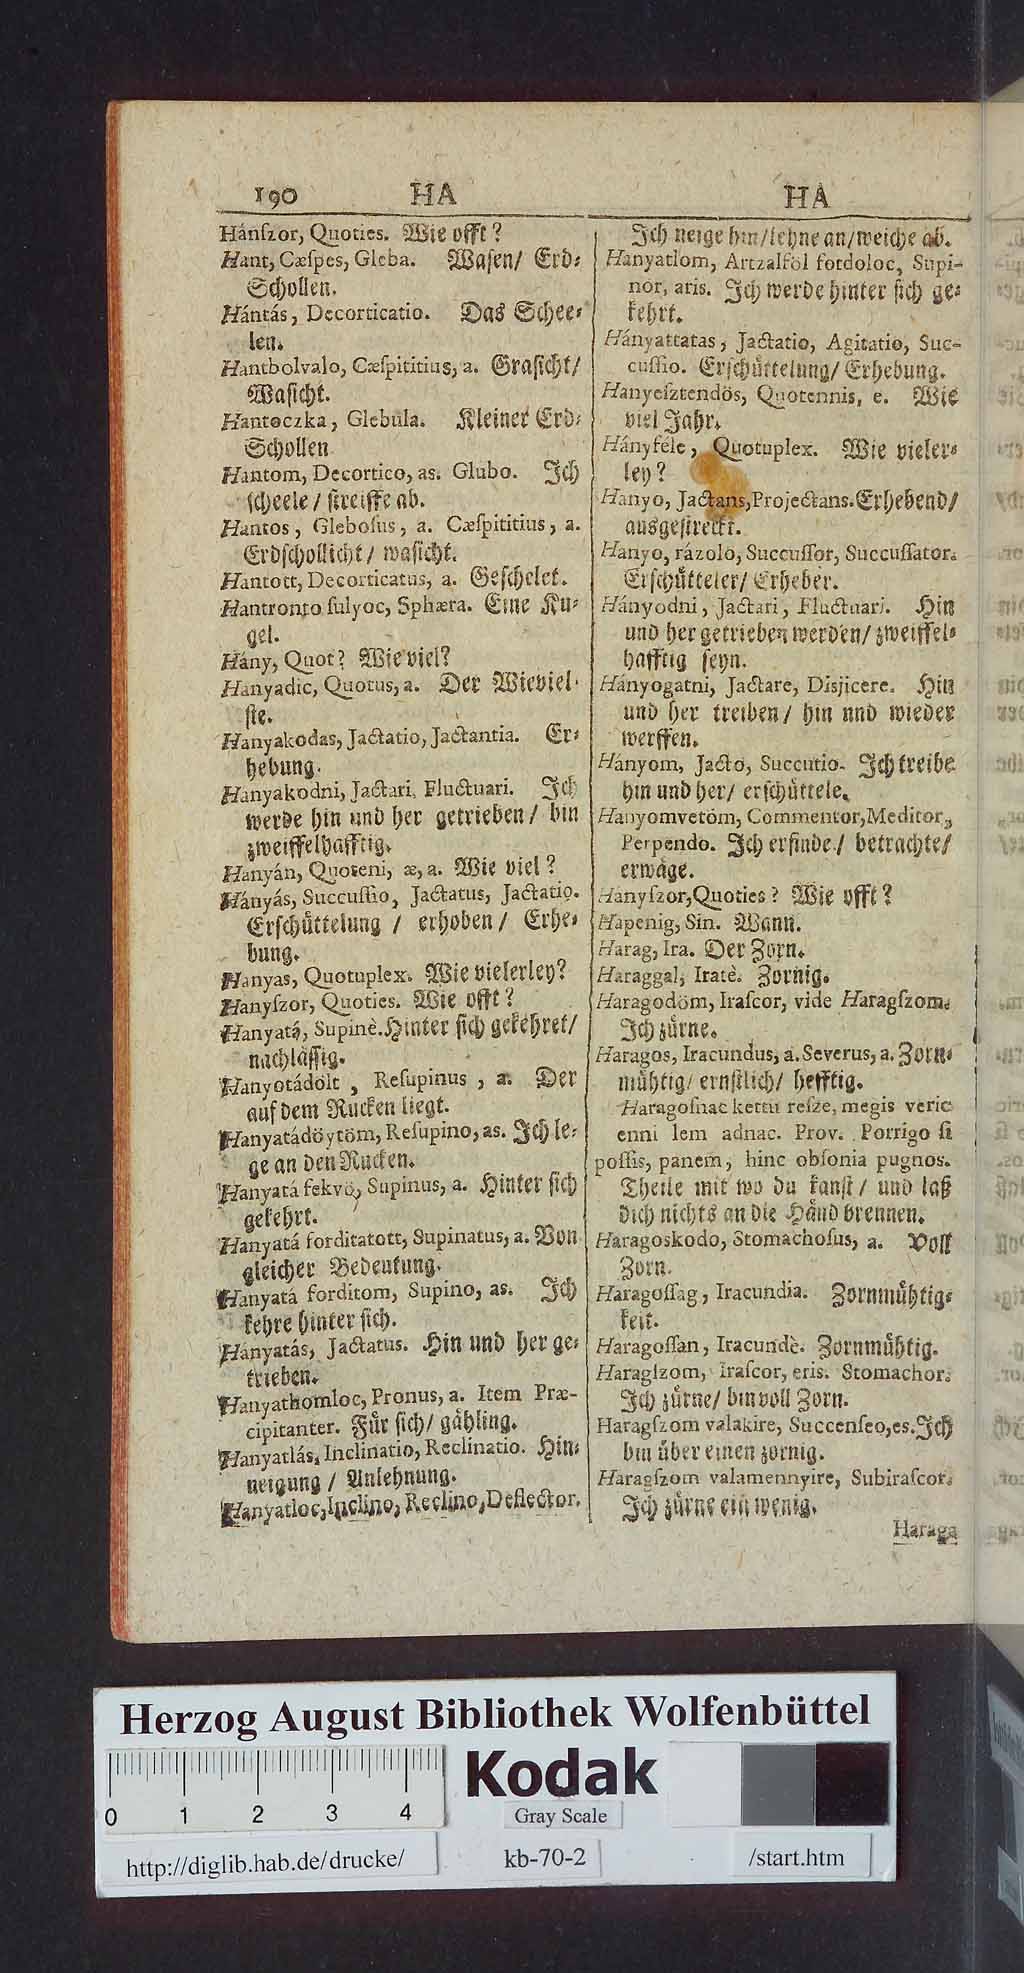 190 HA
Hánſzor, Quoties. Wie offt?
Hant, Cæſpes, Gleba. Waſen/ Erd-
Schollen.
Hántás, Decorticatio. Das Schee-
len.
Hantbolvalo, Cæſpititius, a. Graſicht/
Waſicht.
Hantoczka, Glebula. Kleiner Erd-
Schollen
Hantom, Decortico, as. Glubo. Ich
ſcheele/ ſtreiffe ab.
Hantos, Gleboſus, a. Cæſpititius, a.
Erdſchollicht/ waſicht.
Hantott, Decorticatus, a. Geſchelet.
Hantronto ſulyoc, Sphæra. Eine Ku-
gel.
Hány, Quot? Wie viel?
Hanyadic, Quotus, a. Der Wieviel-
ſte.
Hanyakodas, Jactatio, Jactantia. Er-
hebung.
Hányakodni, Jactari, Fluctuari. Ich
werde hin und her getrieben/ bin
zweiffelhafftig.
Hanyán, Quoteni, æ, a. Wie viel?
Hányás, Succuſſio, Jactatus, Jactatio.
Erſchüttelung/ erhoben/ Erhe-
bung.
Hanyas, Quotuplex. Wie vielerley?
Hanyſzor, Quoties. Wie offt?
Hanyatá, Supinè. Hinter ſich gekehret/
nachläſſig.
Hanyotádölt, Reſupinus, a. Der
auf dem Rucken liegt.
Hanyatádöytöm, Reſupino, as. Ich le-
ge an den Rucken.
Hanyatá fekvö, Supinus, a. Hinter ſich
gekehrt.
Hanyatá forditatott, Supinatus, a. Von
gleicher Bedeutung.
Hanyatá forditom, Supino, as. Ich
kehre hinter ſich.
Hányatás, Jactatus. Hin und her ge-
trieben.
Hanyathomloc, Pronus, a. Item Præ-
cipitanter. Für ſich/ gähling.
Hanyatlás, Inclinatio, Reclinatio. Hin-
neigung/ Anlehnung.
Hanyatloc, Inclino, Reclino, Deflector.
HA
Ich neige hin/ lehne an/ weiche ab.
Hanyatlom, Artzalföl fordoloc, Supi-
nor, aris. Ich werde hinter ſich ge-
kehrt.
Hányattatas, Jactatio, Agitatio, Suc-
cuſſio. Erſchüttelung/ Erhebung.
Hanyeſztendös, Quotennis, e. Wie
viel Jahr.
Hányféle, Quotuplex. Wie vieler-
ley?
Hanyo, Jactans, Projectans. Erhebend/
ausgeſtreckt.
Hanyo, rázolo, Succuſſor, Succuſſator.
Erſchütteler/ Erheber.
Hányodni, Jactari, Fluctuari. Hin
und her getrieben werden/ zweiffel-
hafftig ſeyn.
Hányogatni, Jactare, Disjicere. Hin
und her treiben/ hin und wieder
werffen.
Hányom, Jacto, Succutio. Ich treibe
hin und her/ erſchüttele.
Hanyomvetöm, Commentor, Meditor,
Perpendo. Ich erfinde/ betrachte/
erwäge.
Hányſzor, Quoties? Wie offt?
Hapenig, Sin. Wann.
Harag, Ira. Der Zorn.
Haraggal, Iratè. Zornig.
Haragodöm, Iraſcor, vide Haragſzom.
Ich zürne.
Haragos, Iracundus, a. Severus, a. Zorn-
mühtig/ ernſtlich/ hefftig.
Haragoſnac kettü reſze, megis veric
enni lem adnac. Prov. Porrigo ſi
poſſis, panem, hinc obſonia pugnos.
Theile mit wo du kanſt/ und laß
dich nichts an die Händ brennen.
Haragoskodo, Stomachoſus, a. Voll
Zorn.
Haragoſſag, Iracundia. Zornmühtig-
keit.
Haragoſſan, Iracundè. Zornmühtig.
Haragſzom, Iraſcor, eris. Stomachor.
Ich zürne/ bin voll Zorn.
Haragſzom valakire, Succenſeo, es. Ich
bin über einen zornig.
Haragſzom valamennyire, Subiraſcor.
Ich zürne ein wenig.
Haraga
Herzog August Bibliothek Wolfenbüttel
0 1 2 3 4
Kodak
Gray Scale
http://diglib.hab.de/drucke/ kb-70-2 /start.htm